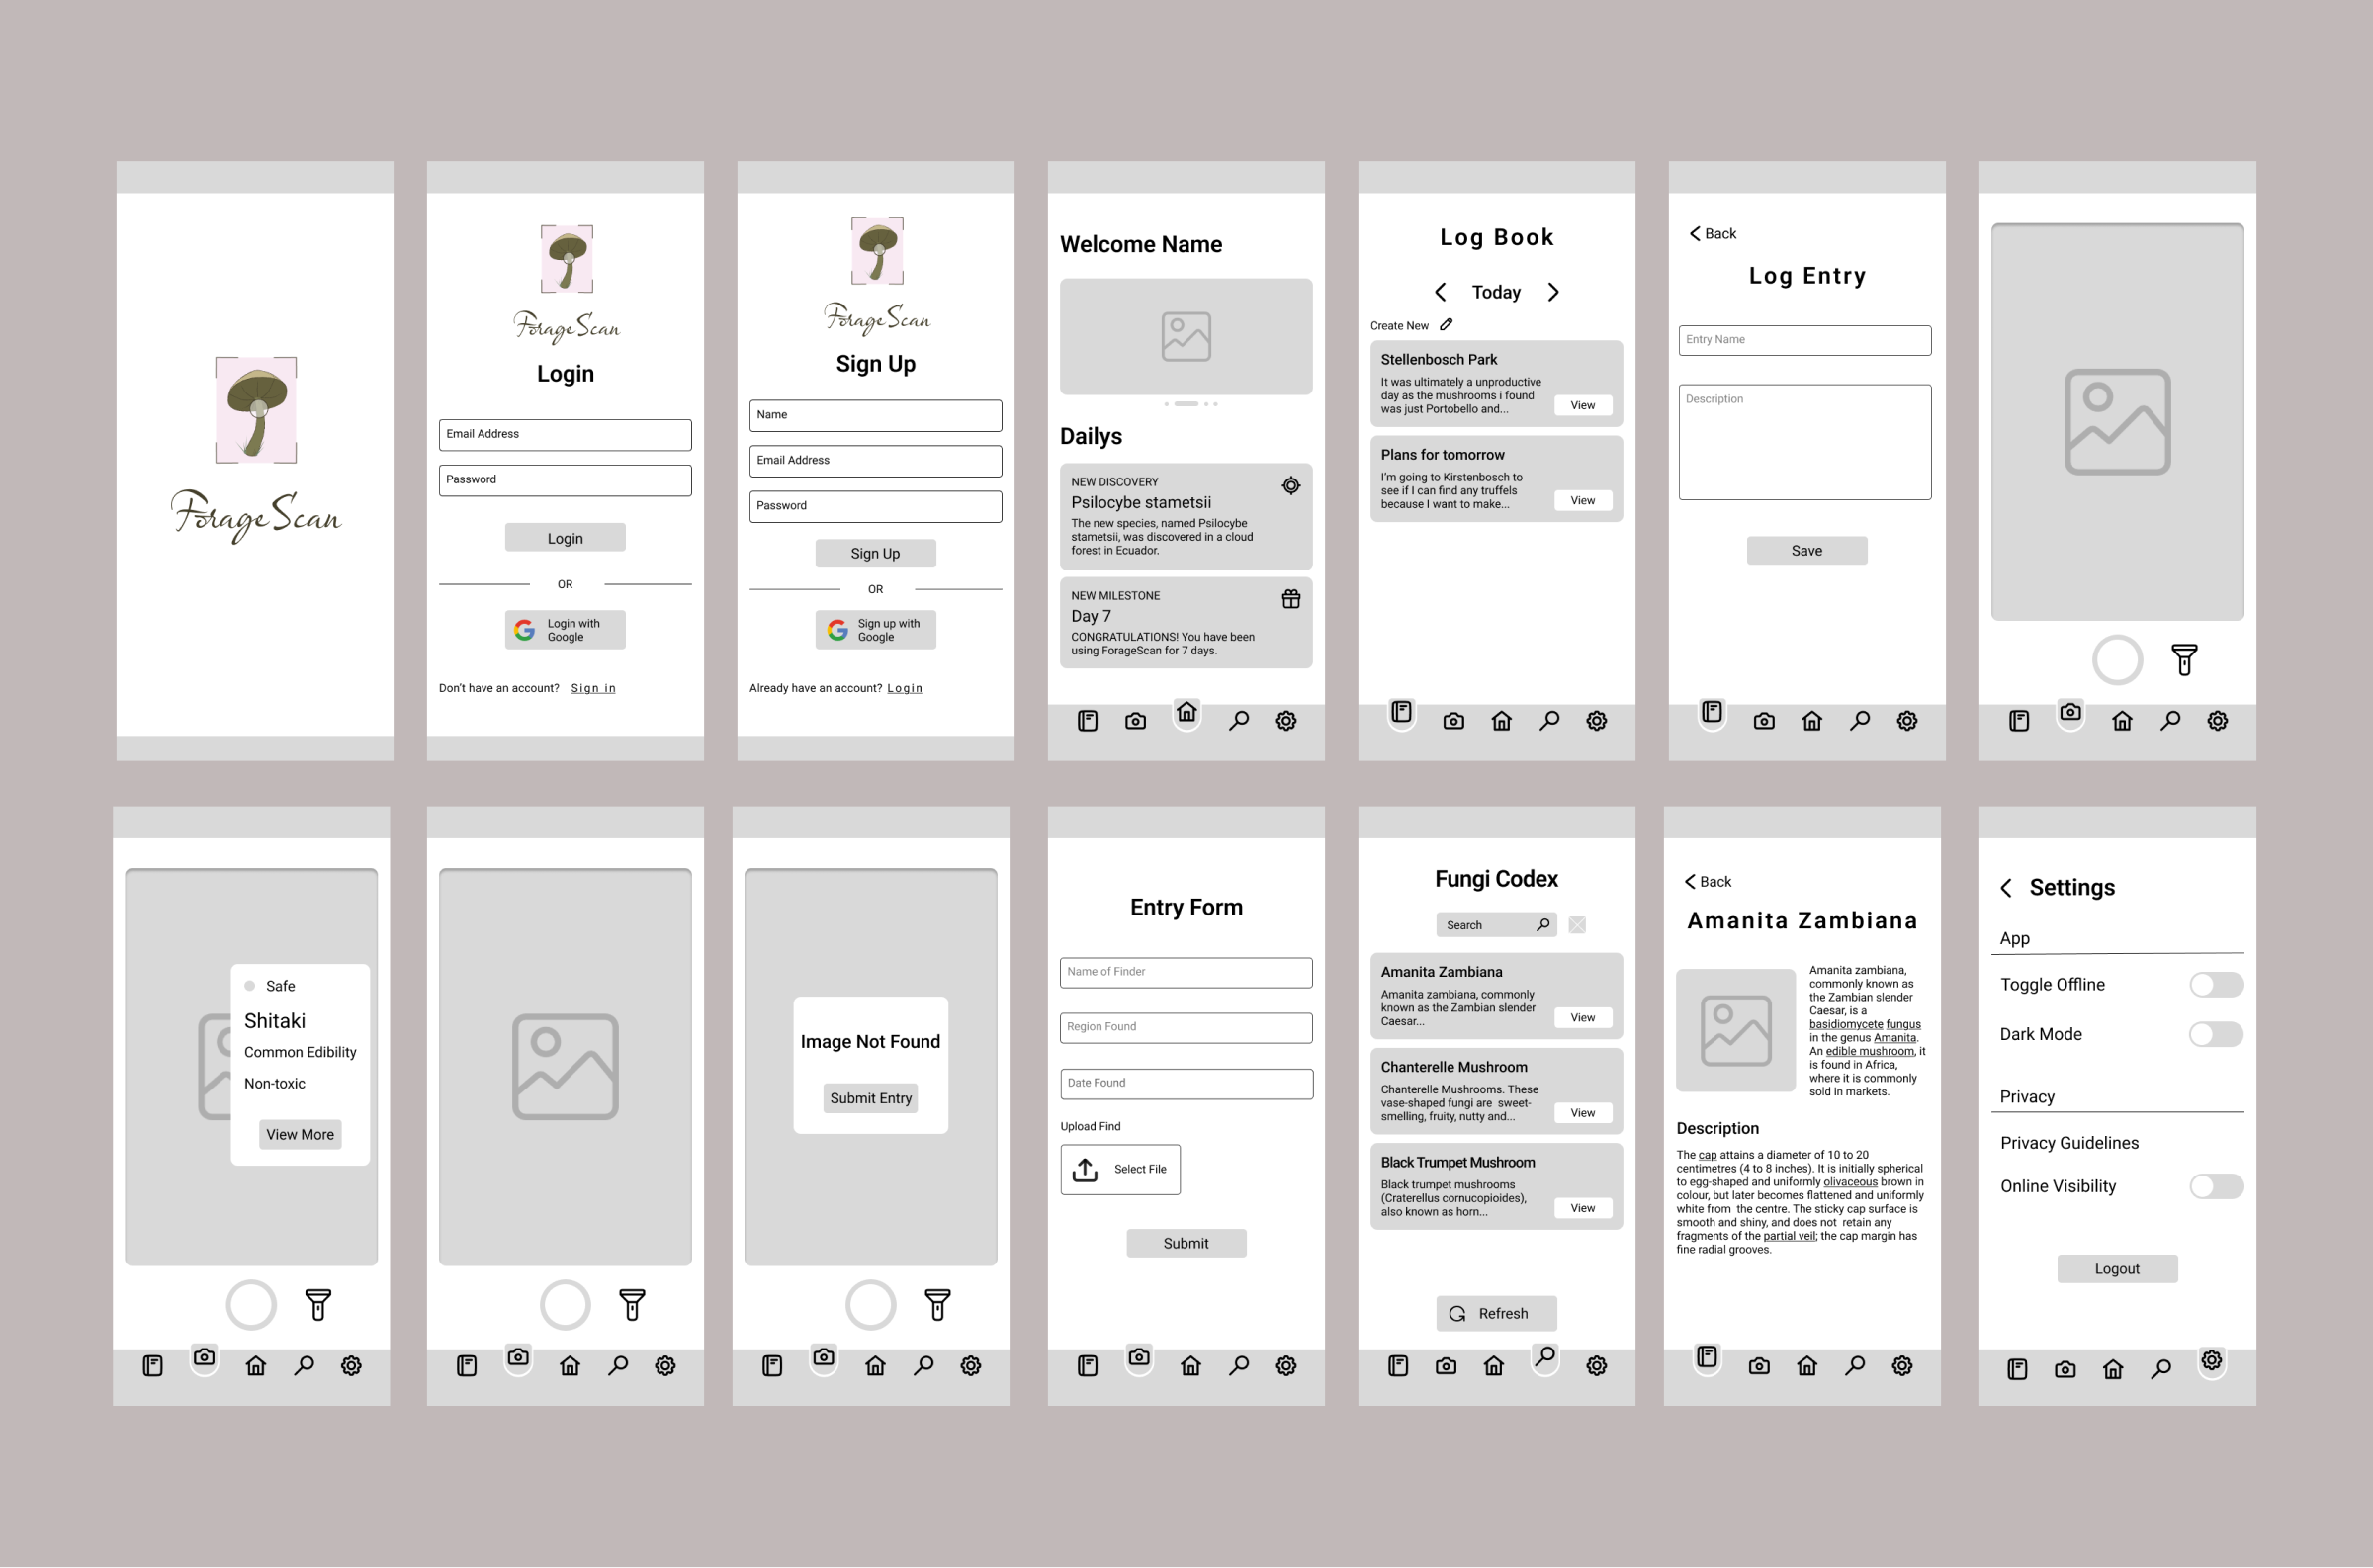 Forage Scan
Forage Scan
Login
Email Address
Password
Login
OR
Login with
Google
Don't have an account? Sign in
Forage Scan
Sign Up
Name
Email Address
Password
Sign Up
OR
Sign up with
Google
Already have an account? Login
Welcome Name
Dailys
NEW DISCOVERY
Psilocybe stametsii
The new species, named Psilocybe
stametsii, was discovered in a cloud
forest in Ecuador.
NEW MILESTONE
Day 7
CONGRATULATIONS! You have been
using ForageScan for 7 days.
Log Book
Today
Create New
Stellenbosch Park
It was ultimately a unproductive
day as the mushrooms i found
was just Portobello and...
View
Plans for tomorrow
I'm going to Kirstenbosch to
see if I can find any truffels
because I want to make...
View
Back
Log Entry
Entry Name
Description
Save
Safe
Shitaki
Common Edibility
Non-toxic
View More
Image Not Found
Submit Entry
Entry Form
Name of Finder
Region Found
Date Found
Upload Find
Select File
Submit
Fungi Codex
Search
Amanita Zambiana
Amanita zambiana, commonly
known as the Zambian slender
Caesar...
View
Chanterelle Mushroom
Chanterelle Mushrooms. These
vase-shaped fungi are sweet-
smelling, fruity, nutty and...
View
Black Trumpet Mushroom
Black trumpet mushrooms
(Craterellus cornucopioides),
also known as horn...
View
Refresh
Back
Amanita Zambiana
Amanita zambiana,
commonly known as
the Zambian slender
Caesar, is a
basidiomycete fungus
in the genus Amanita.
An edible mushroom, it
is found in Africa,
where it is commonly
sold in markets.
Description
The cap attains a diameter of 10 to 20
centimetres (4 to 8 inches). It is initially spherical
to egg-shaped and uniformly olivaceous brown in
colour, but later becomes flattened and uniformly
white from the centre. The sticky cap surface is
smooth and shiny, and does not retain any
fragments of the partial veil; the cap margin has
fine radial grooves.
Settings
App
Toggle Offline
Dark Mode
Privacy
Privacy Guidelines
Online Visibility
Logout